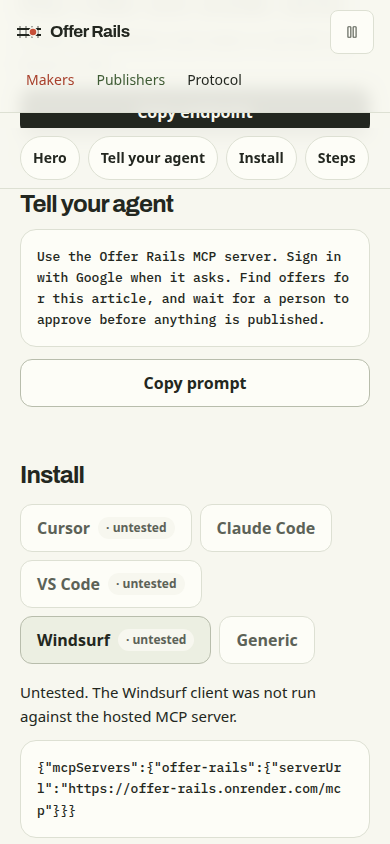 Offer Rails
Makers Publishers Protocol
Copy endpoint
Hero Tell your agent Install Steps
Tell your agent
Use the Offer Rails MCP server. Sign in
with Google when it asks. Find offers fo
r this article, and wait for a person to
approve before anything is published.
Copy prompt
Install
Cursor · untested Claude Code
VS Code · untested
Windsurf · untested Generic
Untested. The Windsurf client was not run
against the hosted MCP server.
{"mcpServers":{"offer-rails":{"serverUr
l":"https://offer-rails.onrender.com/mc
p"}}}